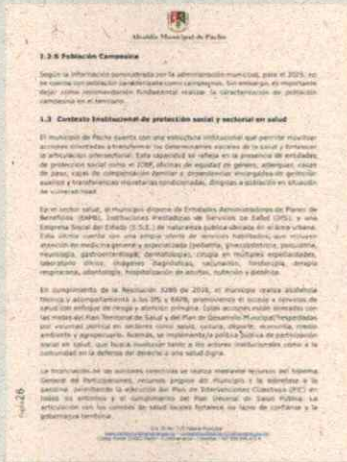 Alcaldía Municipal de Pacho
1.2.6 Población Campesina
Según la información suministrada por la administración municipal, para el 2025, no
se cuenta con población caracterizada como campesinos. Sin embargo, es importante
dejar como recomendación fundamental realizar la caracterización de población
campesina en el territorio.
1.3 Contexto Institucional de protección social y sectorial en salud
El municipio de Pacho cuenta con una estructura institucional que permite movilizar
acciones orientadas a transformar los determinantes sociales de la salud y fortalecer
la articulación intersectorial. Esta capacidad se refleja en la presencia de entidades
de protección social como el ICBF, oficinas de equidad de género, albergues, casas
de paso, cajas de compensación familiar y dependencias encargadas de gestionar
auxilios y transferencias monetarias condicionadas, dirigidas a población en situación
de vulnerabilidad.
En el sector salud, el municipio dispone de Entidades Administradoras de Planes de
Beneficios (EAPB), Instituciones Prestadoras de Servicios de Salud (IPS), y una
Empresa Social del Estado (E.S.E.) de naturaleza pública ubicada en el área urbana.
Esta última cuenta con una amplia oferta de servicios habilitados, que incluyen
atención de medicina general y especializada (pediatría, ginecobstetricia, psiquiatría,
neurología, gastroenterología, dermatología), cirugía en múltiples especialidades,
laboratorio clínico, imágenes diagnósticas, vacunación, fonoaudiología, terapia
respiratoria, odontología, hospitalización de adultos, nutrición y dietética.
En cumplimiento de la Resolución 3280 de 2018, el municipio realiza asistencia
técnica y acompañamiento a las IPS y EAPB, promoviendo el acceso a servicios de
salud con enfoque de riesgo y atención primaria. Estas acciones están alineadas con
las metas del Plan Territorial de Salud y del Plan de Desarrollo Municipal, respaldadas
por voluntad política en sectores como salud, cultura, deporte, economía, medio
ambiente y agropecuario. Además, se implementa la política pública de participación
social en salud, que busca involucrar tanto a los actores institucionales como a la
comunidad en la defensa del derecho a una salud digna.
La financiación de las acciones colectivas se realiza mediante recursos del Sistema
General de Participaciones, recursos propios del municipio y la sobretasa a la
gasolina, permitiendo la ejecución del Plan de Intervenciones Colectivas (PIC) en
todos los entornos y el cumplimiento del Plan Decenal de Salud Pública. La
articulación con los comités de salud locales fortalece los lazos de confianza y la
gobernanza territorial.
Página26